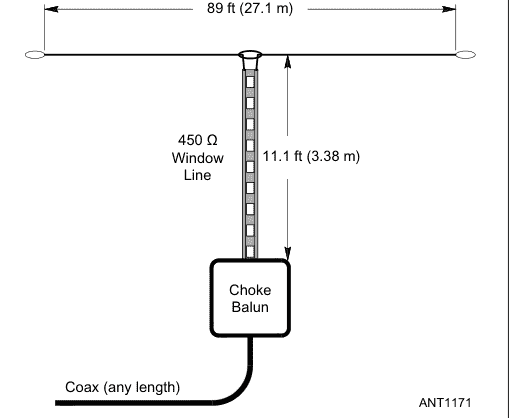 89 ft (27.1 m)
450 Ω
Window
Line
11.1 ft (3.38 m)
Choke
Balun
Coax (any length)
ANT1171